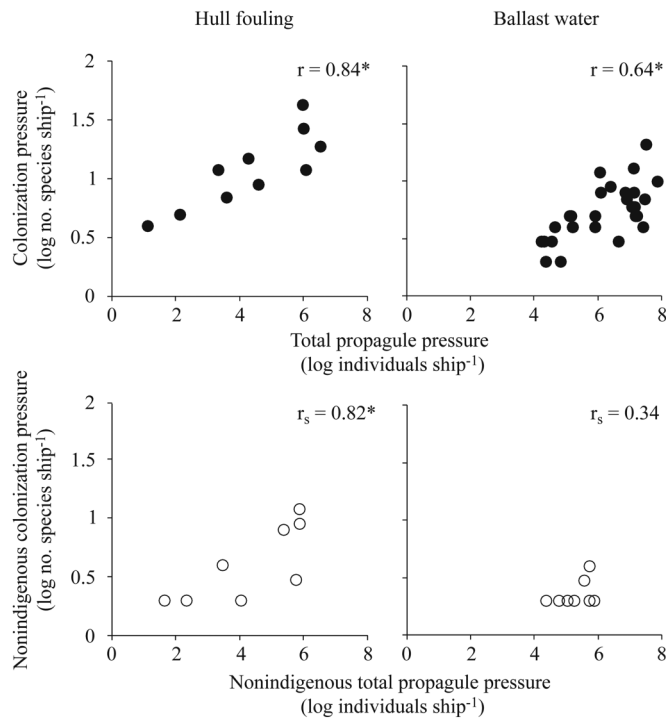 Hull fouling
Ballast water
Colonization pressure
(log no. species ship-1)
2
1.5
1
0.5
0
r = 0.84*
0 2 4 6 8
r = 0.64*
0 2 4 6 8
Total propagule pressure
(log individuals ship-1)
Nonindigenous colonization pressure
(log no. species ship-1)
2
1.5
1
0.5
0
rs = 0.82*
0 2 4 6 8
rs = 0.34
0 2 4 6 8
Nonindigenous total propagule pressure
(log individuals ship-1)